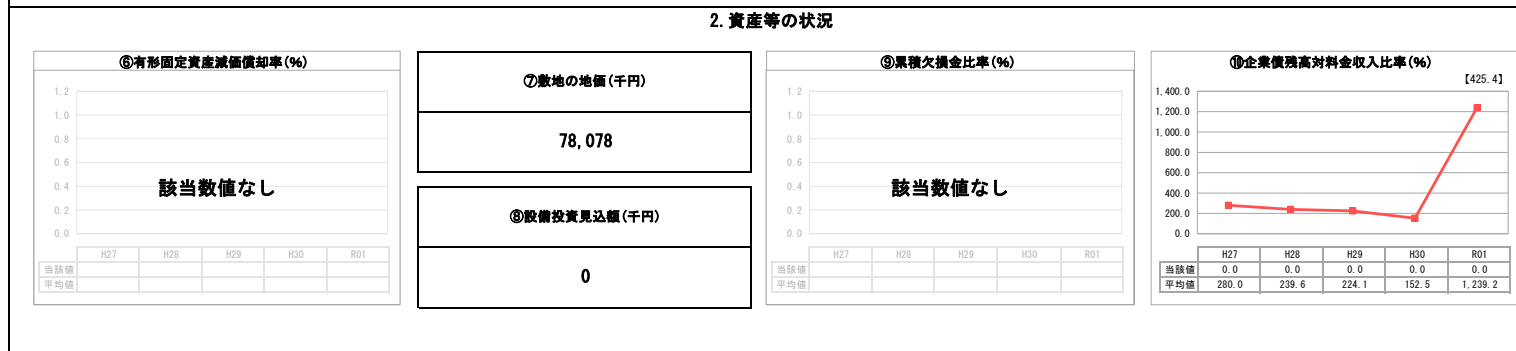 2. 資産等の状況
⑥有形固定資産減価償却率(%)
1.2
1.0
0.8
0.6
0.4
0.2
0.0
該当数値なし
H27 H28 H29 H30 R01
当該値
平均値
⑦敷地の地価(千円)
78,078
⑧設備投資見込額(千円)
0
⑨累積欠損金比率(%)
1.2
1.0
0.8
0.6
0.4
0.2
0.0
該当数値なし
H27 H28 H29 H30 R01
当該値
平均値
⑩企業債残高対料金収入比率(%)
【425.4】
1,400.0
1,200.0
1,000.0
800.0
600.0
400.0
200.0
0.0
H27 H28 H29 H30 R01
当該値 0.0 0.0 0.0 0.0 0.0
平均値 280.0 239.6 224.1 152.5 1,239.2